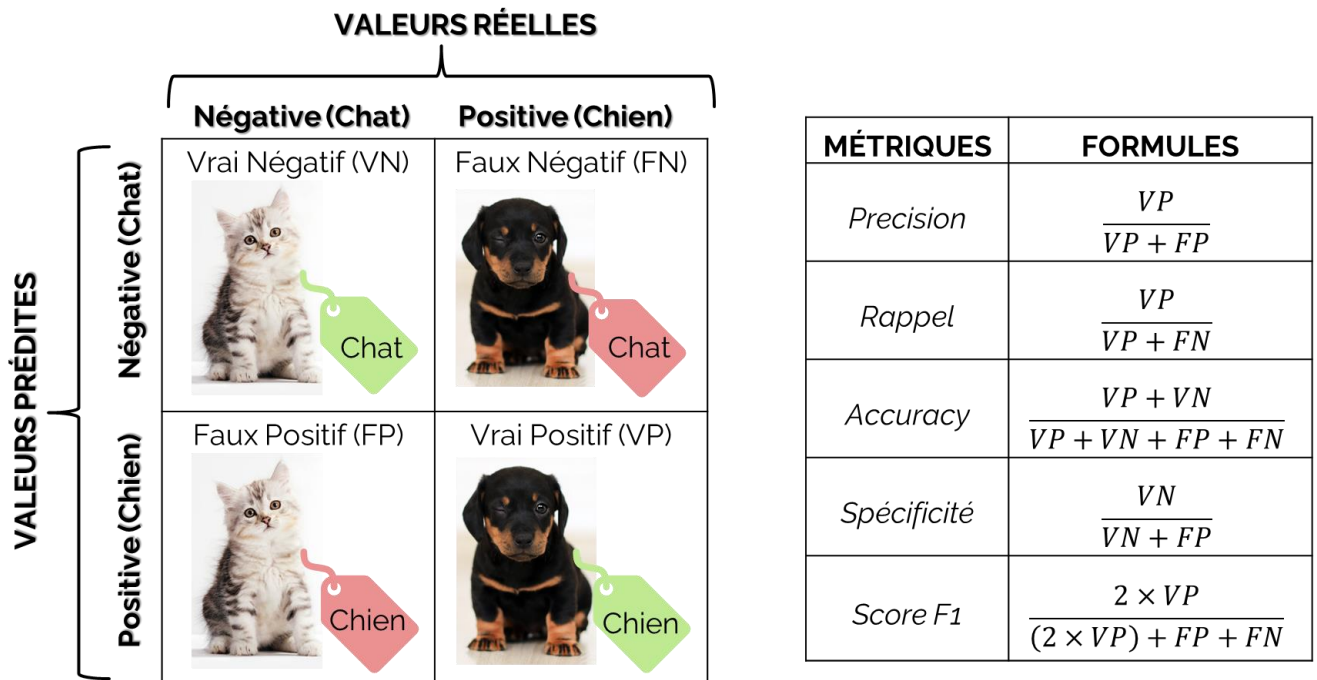 VALEURS RÉELLES
Négative (Chat)
Positive (Chien)
VALEURS PRÉDITES
Négative (Chat)
Vrai Négatif (VN)
Chat
Faux Négatif (FN)
Chat
Positive (Chien)
Faux Positif (FP)
Chien
Vrai Positif (VP)
Chien
MÉTRIQUES FORMULES
Precision
VP
VP + FP
Rappel
VP
VP + FN
Accuracy
VP + VN
VP + VN + FP + FN
Spécificité
VN
VN + FP
Score F1
2 × VP
(2 × VP) + FP + FN